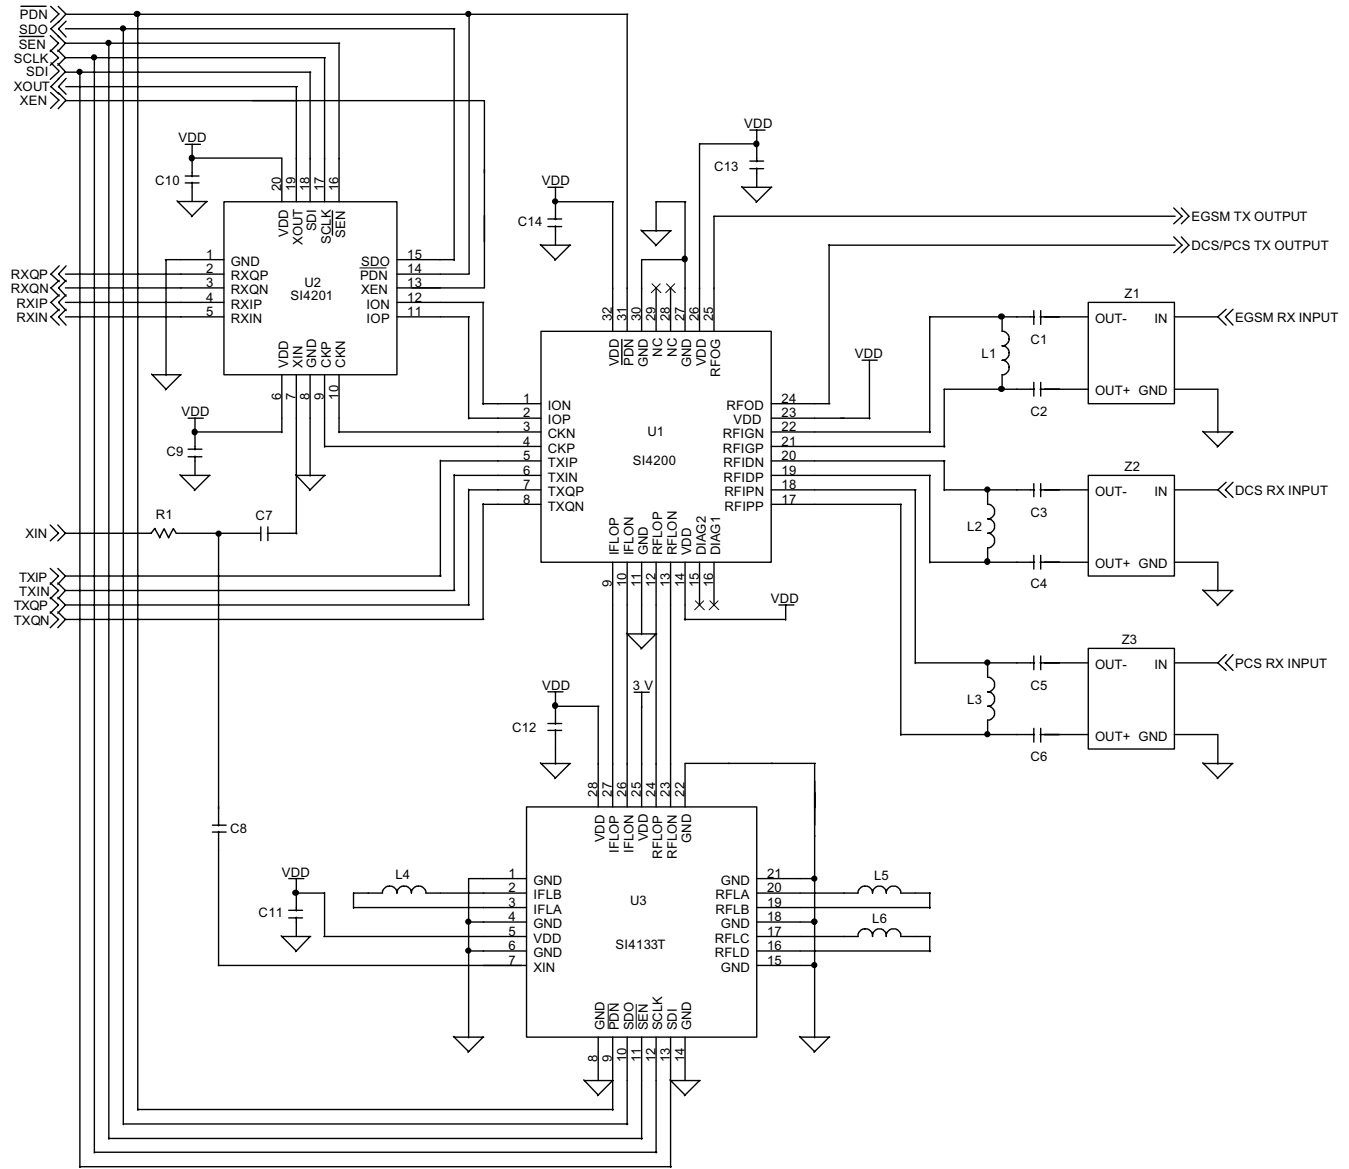 PDN
SDO
SEN
SCLK
SDI
XOUT
XEN
VDD
C10
20 19 18 17 16
VDD XOUT SDI SCLK SEN
1 GND
RXQP 2 RXQP
RXQN 3 RXQN
RXIP 4 RXIP
RXIN 5 RXIN
U2
SI4201
SDO 15
PDN 14
XEN 13
ION 12
IOP 11
VDD XIN GND CKP CKN
6 7 8 9 10
VDD
C9
XIN
R1
C7
TXIP
TXIN
TXQP
TXQN
VDD
C14
VDD
C13
32 31 30 29 28 27 26 25
VDD PDN GND NC NC GND VDD RFOG
1 ION
2 IOP
3 CKN
4 CKP
5 TXIP
6 TXIN
7 TXQP
8 TXQN
U1
SI4200
RFOD 24
VDD 23
RFIGN 22
RFIGP 21
RFIDN 20
RFIDP 19
RFIPN 18
RFIPP 17
IFLOP IFLON GND RFLOP RFLON VDD DIAG2 DIAG1
9 10 11 12 13 14 15 16
VDD
VDD
EGSM TX OUTPUT
DCS/PCS TX OUTPUT
Z1
L1
C1
C2
OUT- IN
OUT+ GND
EGSM RX INPUT
Z2
L2
C3
C4
OUT- IN
OUT+ GND
DCS RX INPUT
Z3
L3
C5
C6
OUT- IN
OUT+ GND
PCS RX INPUT
VDD
C12
3 V
28 27 26 25 24 23 22
VDD IFLOP IFLON VDD RFLOP RFLON GND
C8
VDD
C11
L4
1 GND
2 IFLB
3 IFLA
4 GND
5 VDD
6 GND
7 XIN
U3
SI4133T
GND 21
RFLA 20
RFLB 19
GND 18
RFLC 17
RFLD 16
GND 15
L5
L6
GND PDN SDO SEN SCLK SDI GND
8 9 10 11 12 13 14